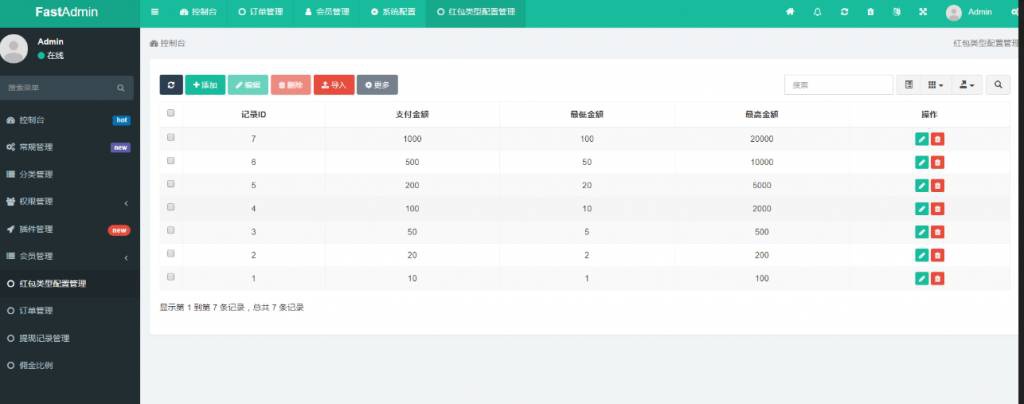 FastAdmin
控制台 订单管理 会员管理 系统配置 红包类型配置管理
Admin
Admin
在线
搜索菜单
控制台 hot
常规管理 new
分类管理
权限管理
插件管理 new
会员管理
红包类型配置管理
订单管理
提现记录管理
佣金比例
控制台 红包类型配置管理
添加 编辑 删除 导入 更多 搜索
记录ID 支付金额 最低金额 最高金额 操作
7 1000 100 20000
6 500 50 10000
5 200 20 5000
4 100 10 2000
3 50 5 500
2 20 2 200
1 10 1 100
显示第 1 到第 7 条记录，总共 7 条记录